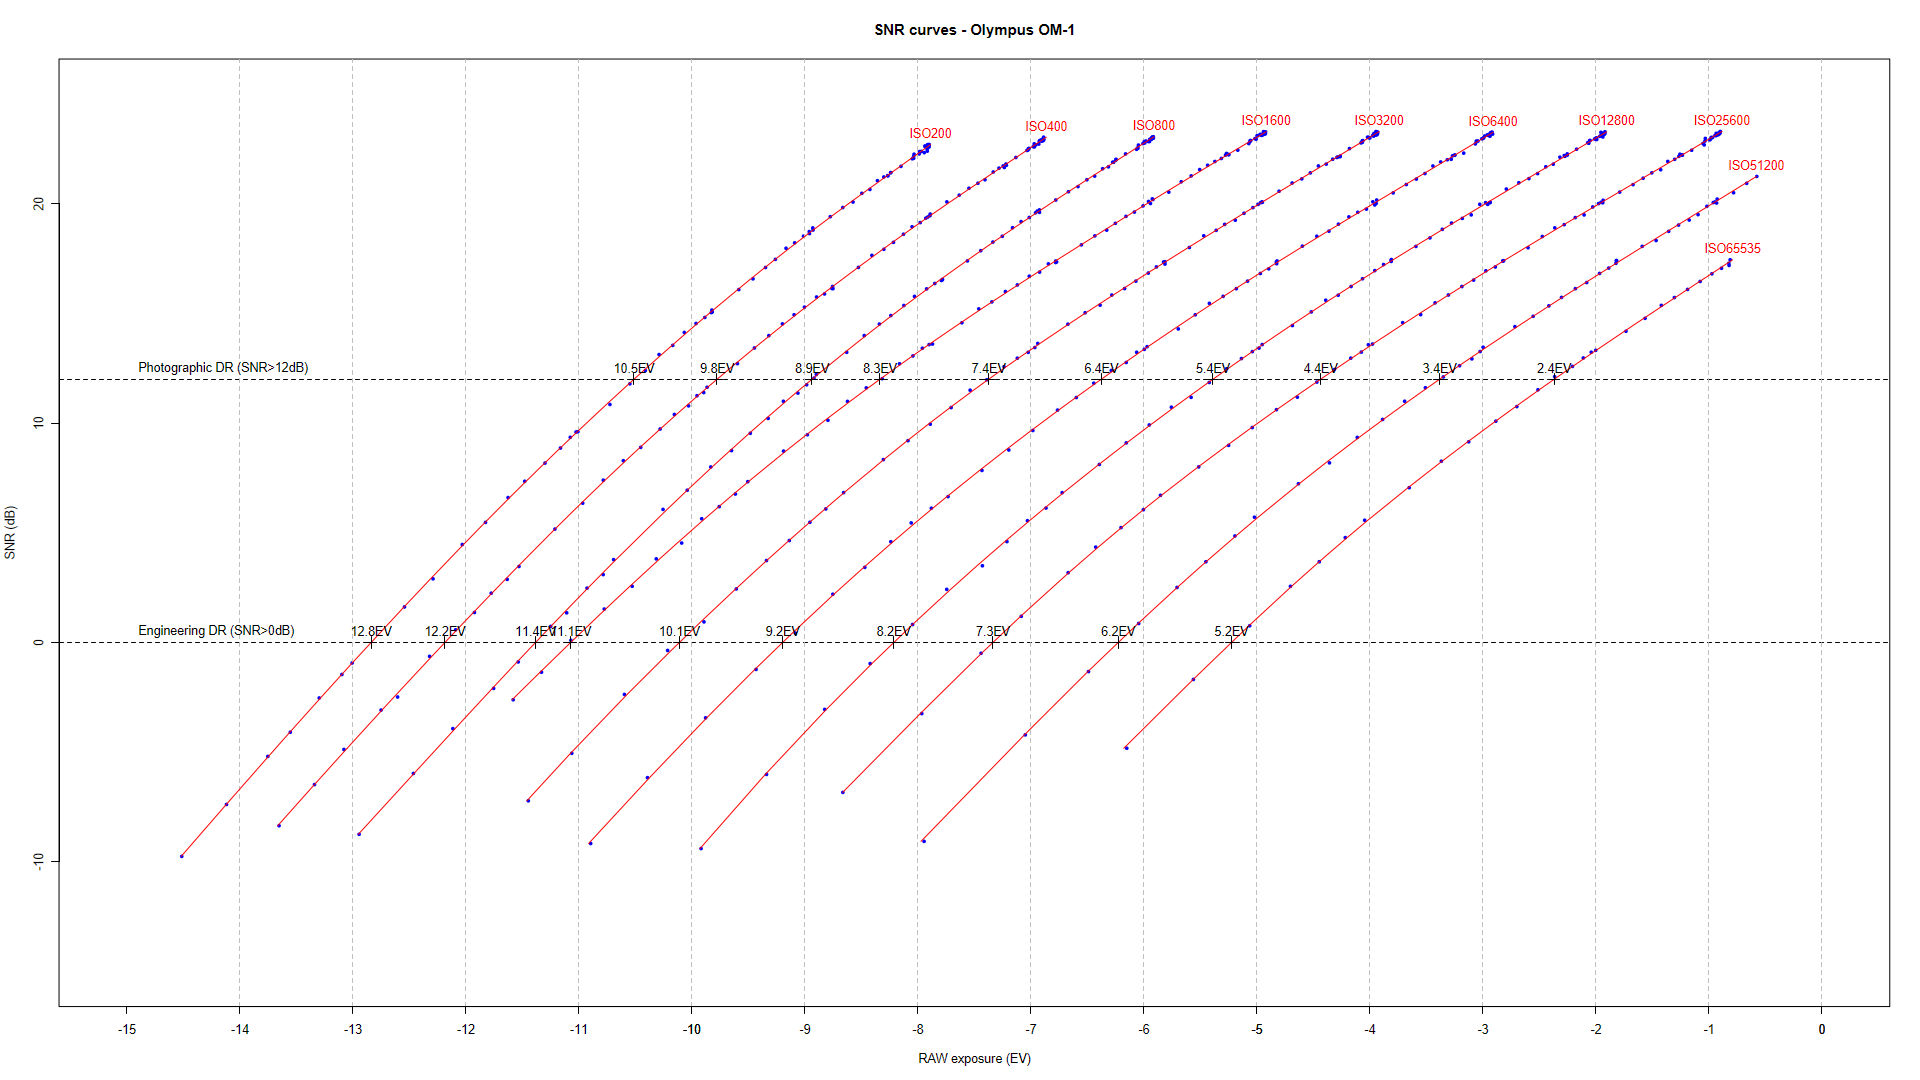 SNR curves - Olympus OM-1
ISO200
ISO400
ISO800
ISO1600
ISO3200
ISO6400
ISO12800
ISO25600
ISO51200
ISO65535
Photographic DR (SNR>12dB)
10.5EV
9.8EV
8.9EV
8.3EV
7.4EV
6.4EV
5.4EV
4.4EV
3.4EV
2.4EV
Engineering DR (SNR>0dB)
12.8EV
12.2EV
11.4EV
11.1EV
10.1EV
9.2EV
8.2EV
7.3EV
6.2EV
5.2EV
20
10
0
-10
SNR (dB)
-15 -14 -13 -12 -11 -10 -9 -8 -7 -6 -5 -4 -3 -2 -1 0
RAW exposure (EV)